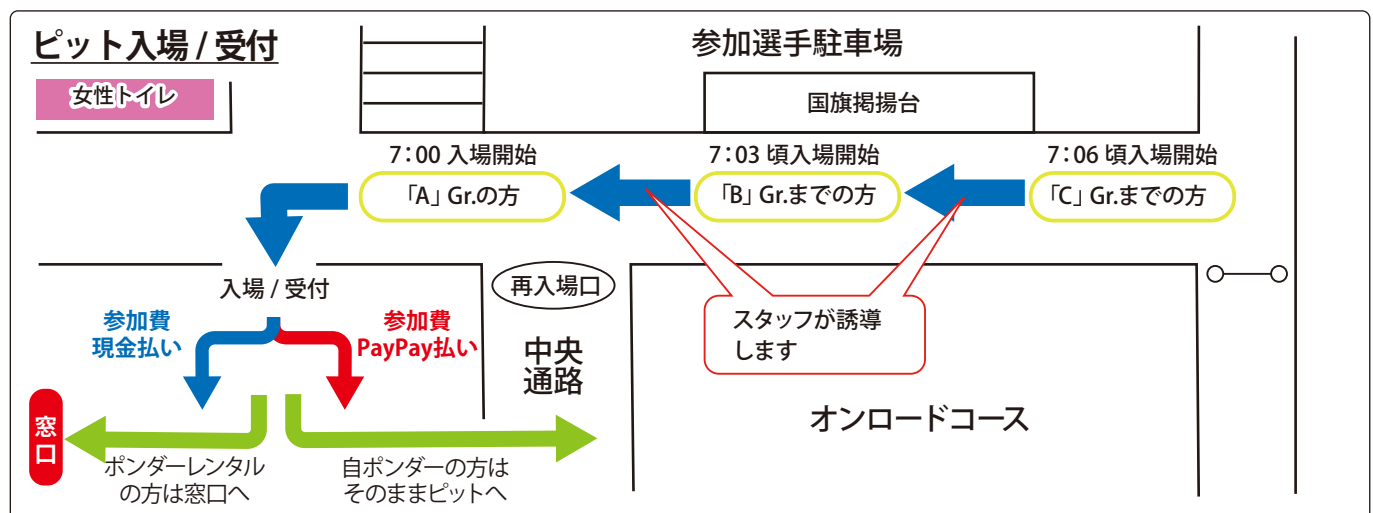 ピット入場 / 受付
参加選手駐車場
女性トイレ
国旗掲揚台
7：00 入場開始
7：03 頃入場開始
7：06 頃入場開始
「A」Gr.の方
「B」Gr.までの方
「C」Gr.までの方
入場 / 受付
再入場口
スタッフが誘導
します
参加費
現金払い
参加費
PayPay払い
中央
通路
オンロードコース
窓口
ポンダーレンタル
の方は窓口へ
自ポンダーの方は
そのままピットへ